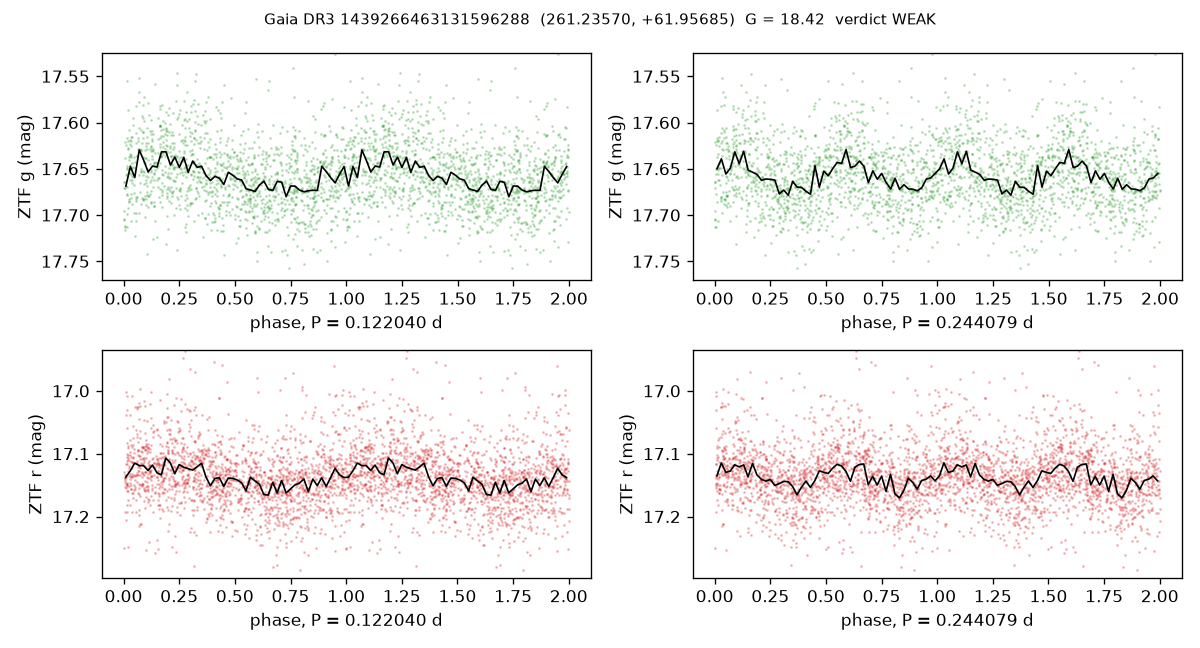 Gaia DR3 1439266463131596288 (261.23570, +61.95685) G = 18.42 verdict WEAK
ZTF g (mag)
17.55
17.60
17.65
17.70
17.75
0.00 0.25 0.50 0.75 1.00 1.25 1.50 1.75 2.00
phase, P = 0.122040 d
ZTF g (mag)
17.55
17.60
17.65
17.70
17.75
0.00 0.25 0.50 0.75 1.00 1.25 1.50 1.75 2.00
phase, P = 0.244079 d
ZTF r (mag)
17.0
17.1
17.2
0.00 0.25 0.50 0.75 1.00 1.25 1.50 1.75 2.00
phase, P = 0.122040 d
ZTF r (mag)
17.0
17.1
17.2
0.00 0.25 0.50 0.75 1.00 1.25 1.50 1.75 2.00
phase, P = 0.244079 d